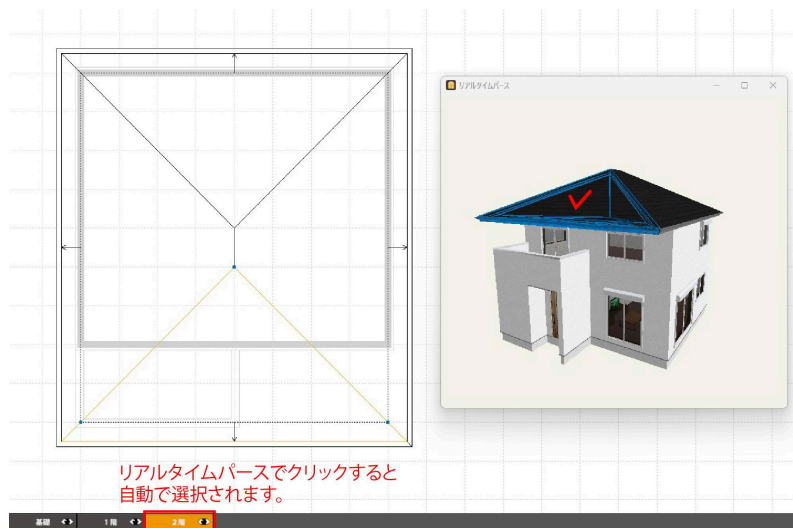 リアルタイムパース
リアルタイムパースでクリックすると
自動で選択されます。
基礎
1階
2階